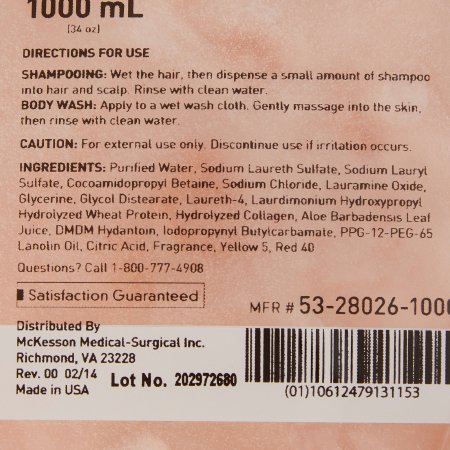 1000 mL
(34 oz)
DIRECTIONS FOR USE
SHAMPOOING: Wet the hair, then dispense a small amount of shampoo
into hair and scalp. Rinse with clean water.
BODY WASH: Apply to a wet wash cloth. Gently massage into the skin,
then rinse with clean water.
CAUTION: For external use only. Discontinue use if irritation occurs.
INGREDIENTS: Purified Water, Sodium Laureth Sulfate, Sodium Lauryl
Sulfate, Cocoamidopropyl Betaine, Sodium Chloride, Lauramine Oxide,
Glycerine, Glycol Distearate, Laureth-4, Laurdimonium Hydroxypropyl
Hydrolyzed Wheat Protein, Hydrolyzed Collagen, Aloe Barbadensis Leaf
Juice, DMDM Hydantoin, Iodopropynyl Butylcarbamate, PPG-12-PEG-65
Lanolin Oil, Citric Acid, Fragrance, Yellow 5, Red 40
Questions? Call 1-800-777-4908
Satisfaction Guaranteed
MFR # 53-28026-1000
Distributed By
McKesson Medical-Surgical Inc.
Richmond, VA 23228
Rev. 00 02/14 Lot No. 202972680
Made in USA
(01)10612479131153